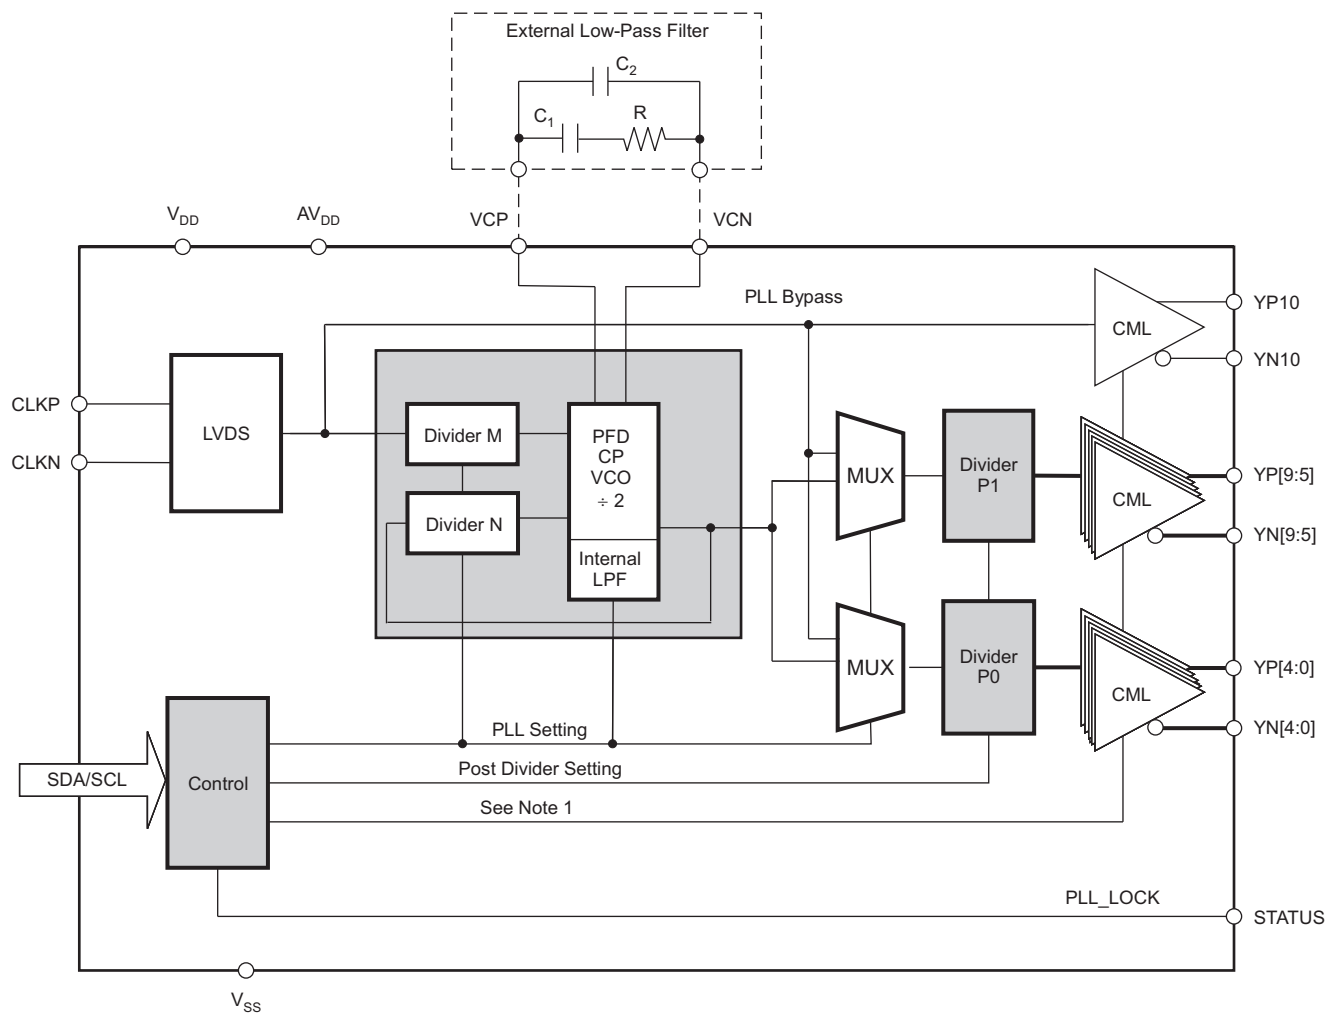 External Low-Pass Filter
C2
C1
R
VDD
AVDD
VCP
VCN
PLL Bypass
CML
YP10
YN10
CLKP
CLKN
LVDS
Divider M
Divider N
PFD
CP
VCO
÷ 2
Internal
LPF
MUX
Divider
P1
CML
YP[9:5]
YN[9:5]
MUX
Divider
P0
CML
YP[4:0]
YN[4:0]
SDA/SCL
Control
PLL Setting
Post Divider Setting
See Note 1
PLL_LOCK
STATUS
VSS